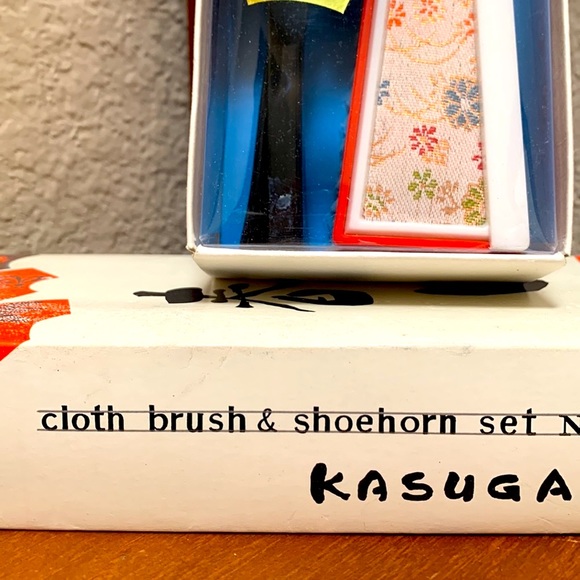 cloth brush & shoehorn set N
KASUGA